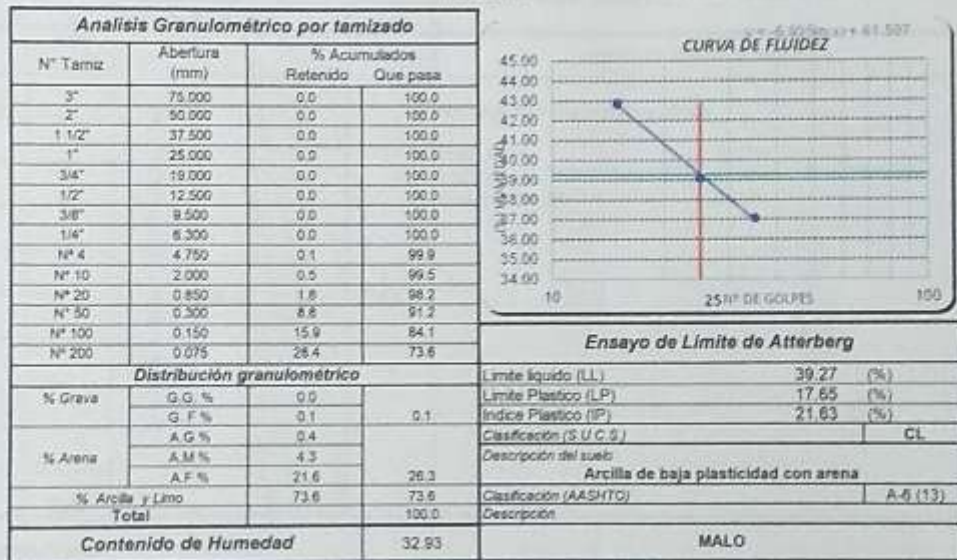 Analisis Granulométrico por tamizado
N° Tamiz Abertura (mm) % Acumulados Retenido Que pasa
3" 75.000 0.0 100.0
2" 50.000 0.0 100.0
1 1/2" 37.500 0.0 100.0
1" 25.000 0.0 100.0
3/4" 19.000 0.0 100.0
1/2" 12.500 0.0 100.0
3/8" 9.500 0.0 100.0
1/4" 6.300 0.0 100.0
N° 4 4.750 0.1 99.9
N° 10 2.000 0.5 99.5
N° 20 0.850 1.8 98.2
N° 50 0.300 8.8 91.2
N° 100 0.150 15.9 84.1
N° 200 0.075 26.4 73.6
Distribución granulométrico
% Grava G.G. % 0.0
G.F % 0.1 0.1
% Arena A.G % 0.4
A.M % 4.3
A.F % 21.6 26.3
% Arcilla y Limo 73.6 73.6
Total 100.0
Contenido de Humedad 32.93
CURVA DE FLUIDEZ
45.00
44.00
43.00
42.00
41.00
40.00
39.00
38.00
37.00
36.00
35.00
34.00
10 25 N° DE GOLPES 100
Ensayo de Límite de Atterberg
Limite liquido (LL) 39.27 (%)
Limite Plastico (LP) 17.65 (%)
Indice Plastico (IP) 21.63 (%)
Clasificación (S.U.C.S.) CL
Descripción del suelo
Arcilla de baja plasticidad con arena
Clasificación (AASHTO) A-6 (13)
Descripción
MALO